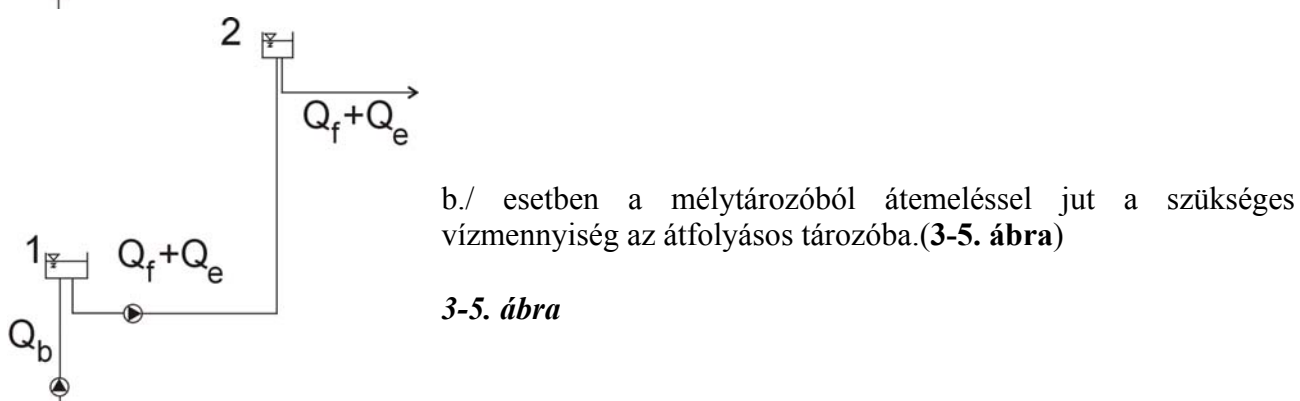 2
Q_f+Q_e
b./ esetben a mélytározóból átemeléssel jut a szükséges
vízmennyiség az átfolyásos tározóba.(3-5. ábra)
1
Q_f+Q_e
3-5. ábra
Q_b